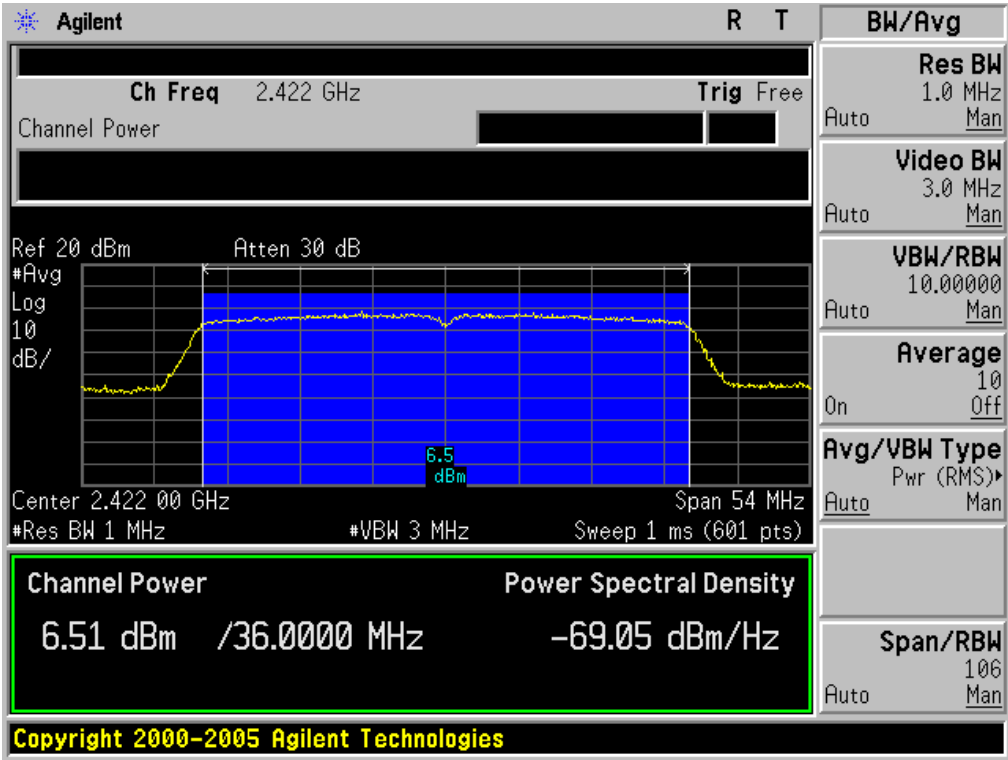 Agilent R T
Ch Freq 2.422 GHz Trig Free
Channel Power
Ref 20 dBm Atten 30 dB
#Avg
Log
10
dB/
6.5
dBm
Center 2.422 00 GHz Span 54 MHz
#Res BW 1 MHz #VBW 3 MHz Sweep 1 ms (601 pts)
Channel Power Power Spectral Density
6.51 dBm /36.0000 MHz -69.05 dBm/Hz
Copyright 2000-2005 Agilent Technologies
BW/Avg
Res BW
1.0 MHz
Auto Man
Video BW
3.0 MHz
Auto Man
VBW/RBW
10.00000
Auto Man
Average
10
On Off
Avg/VBW Type
Pwr (RMS)▸
Auto Man
Span/RBW
106
Auto Man